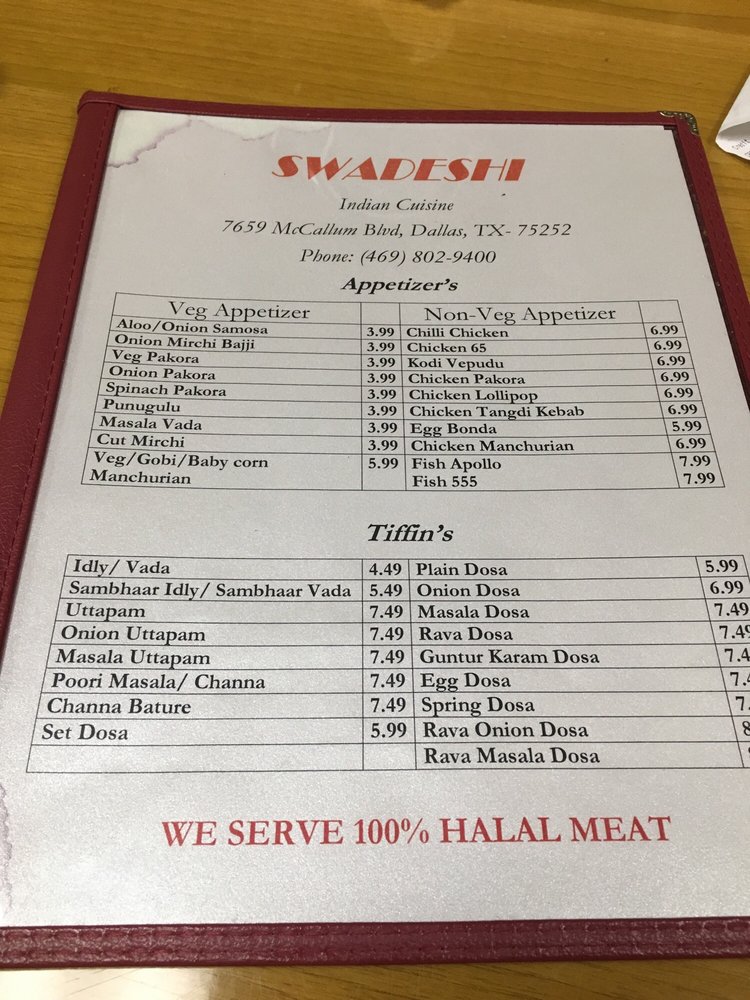 SWADESHI
Indian Cuisine
7659 McCallum Blvd, Dallas, TX- 75252
Phone: (469) 802-9400
Appetizer's
Veg Appetizer Non-Veg Appetizer
Aloo/Onion Samosa 3.99 Chilli Chicken 6.99
Onion Mirchi Bajji 3.99 Chicken 65 6.99
Veg Pakora 3.99 Kodi Vepudu 6.99
Onion Pakora 3.99 Chicken Pakora 6.99
Spinach Pakora 3.99 Chicken Lollipop 6.99
Punugulu 3.99 Chicken Tangdi Kebab 6.99
Masala Vada 3.99 Egg Bonda 5.99
Cut Mirchi 3.99 Chicken Manchurian 6.99
Veg/Gobi/Baby corn 5.99 Fish Apollo 7.99
Manchurian Fish 555 7.99
Tiffin's
Idly/ Vada 4.49 Plain Dosa 5.99
Sambhaar Idly/ Sambhaar Vada 5.49 Onion Dosa 6.99
Uttapam 7.49 Masala Dosa 7.49
Onion Uttapam 7.49 Rava Dosa 7.49
Masala Uttapam 7.49 Guntur Karam Dosa 7.4
Poori Masala/ Channa 7.49 Egg Dosa 7.4
Channa Bature 7.49 Spring Dosa 7.
Set Dosa 5.99 Rava Onion Dosa 8
Rava Masala Dosa
WE SERVE 100% HALAL MEAT